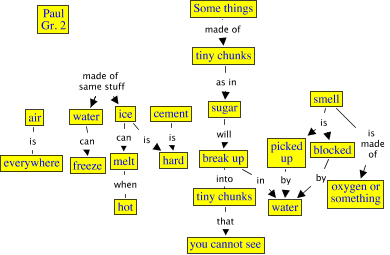 Paul
Gr. 2
Some things
made of
tiny chunks
made of
same stuff
as in
air
water
ice
cement
sugar
smell
is
can
can
is
is
will
is
is
made
of
everywhere
freeze
melt
hard
break up
picked
up
blocked
when
into
in
by
by
oxygen or
something
hot
tiny chunks
water
that
you cannot see